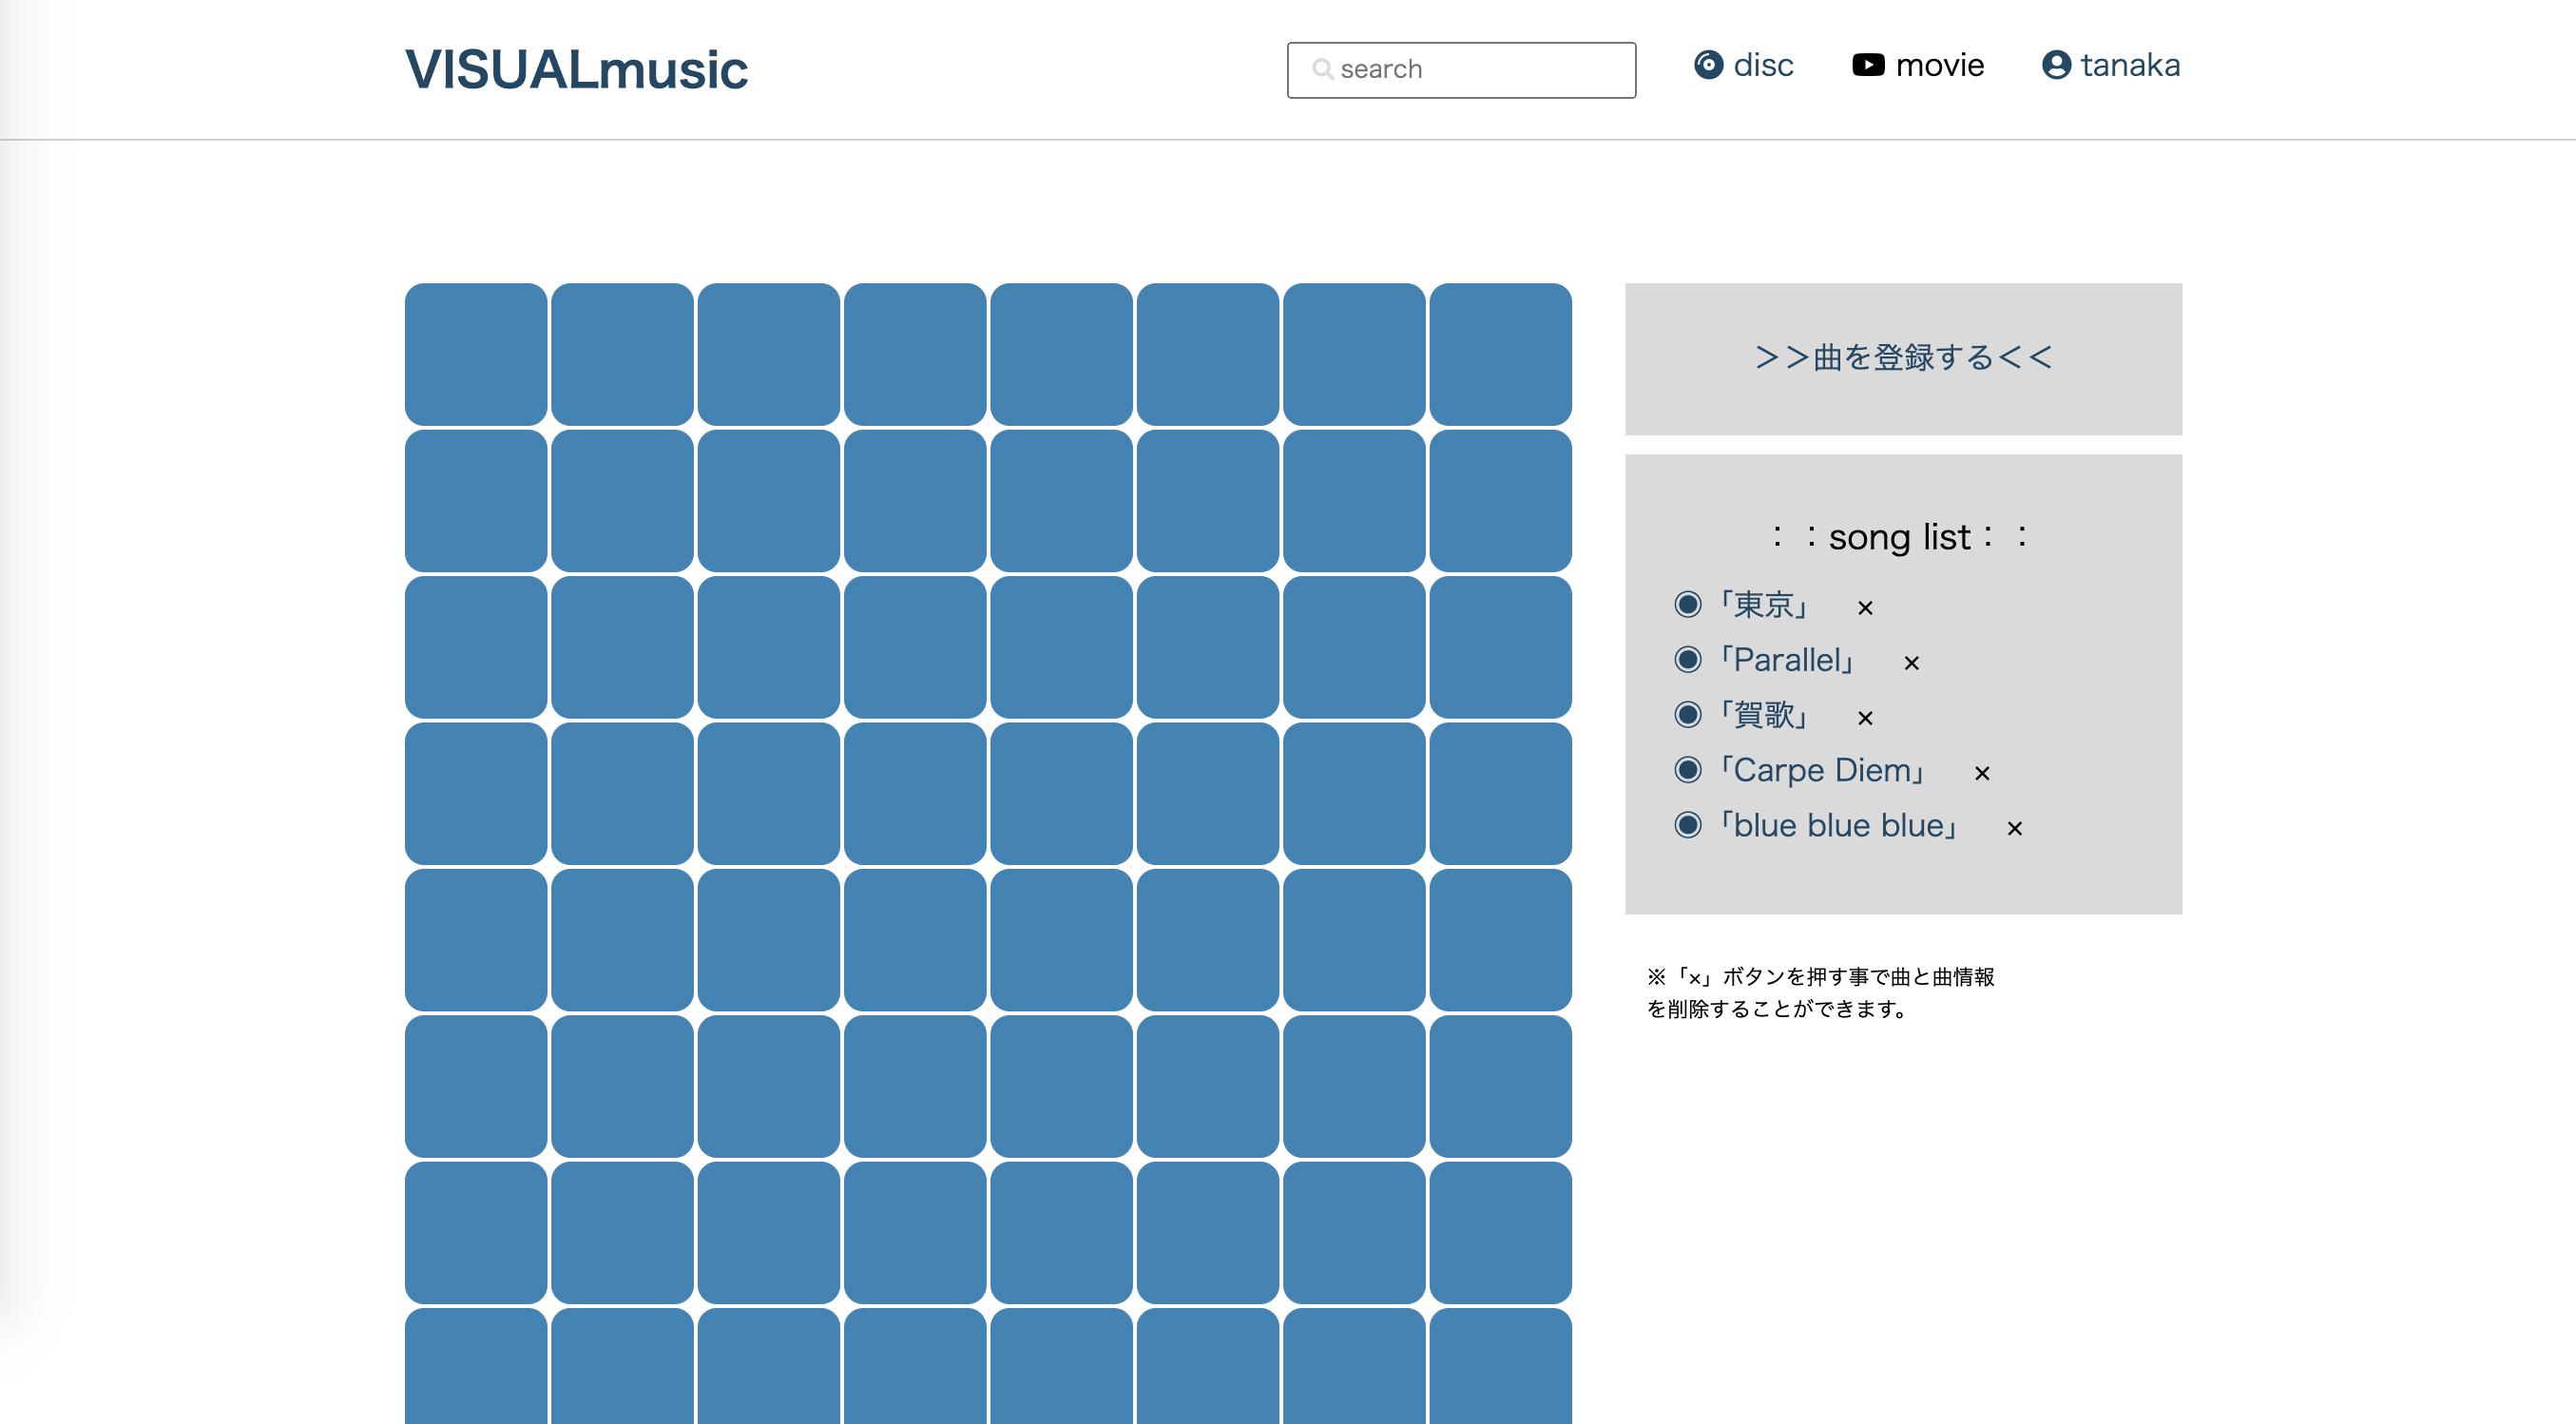 VISUALmusic
search
disc
movie
tanaka
＞＞曲を登録する＜＜
：：song list：：
◉「東京」 ×
◉「Parallel」 ×
◉「賀歌」 ×
◉「Carpe Diem」 ×
◉「blue blue blue」 ×
※「×」ボタンを押す事で曲と曲情報
を削除することができます。